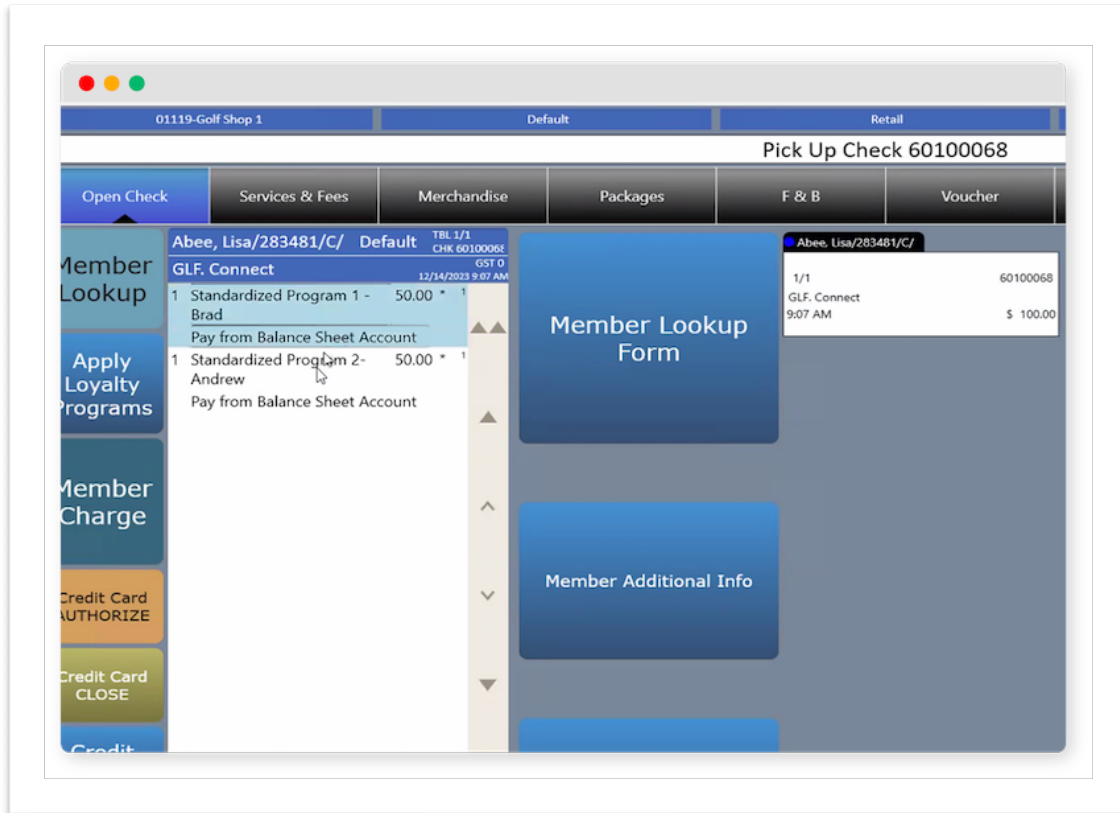 01119-Golf Shop 1
Default
Retail
Pick Up Check 60100068
Open Check
Services & Fees
Merchandise
Packages
F & B
Voucher
Member
Lookup
Apply
Loyalty
Programs
Member
Charge
Credit Card
AUTHORIZE
Credit Card
CLOSE
Credit
Abee, Lisa/283481/C/ Default TBL 1/1
CHK 60100068
GLF. Connect GST 0
12/14/2023 9:07 AM
1 Standardized Program 1 - 50.00 * 1
Brad
Pay from Balance Sheet Account
1 Standardized Program 2- 50.00 * 1
Andrew
Pay from Balance Sheet Account
Member Lookup
Form
Member Additional Info
Abee, Lisa/283481/C/
1/1 60100068
GLF. Connect
9:07 AM $ 100.00